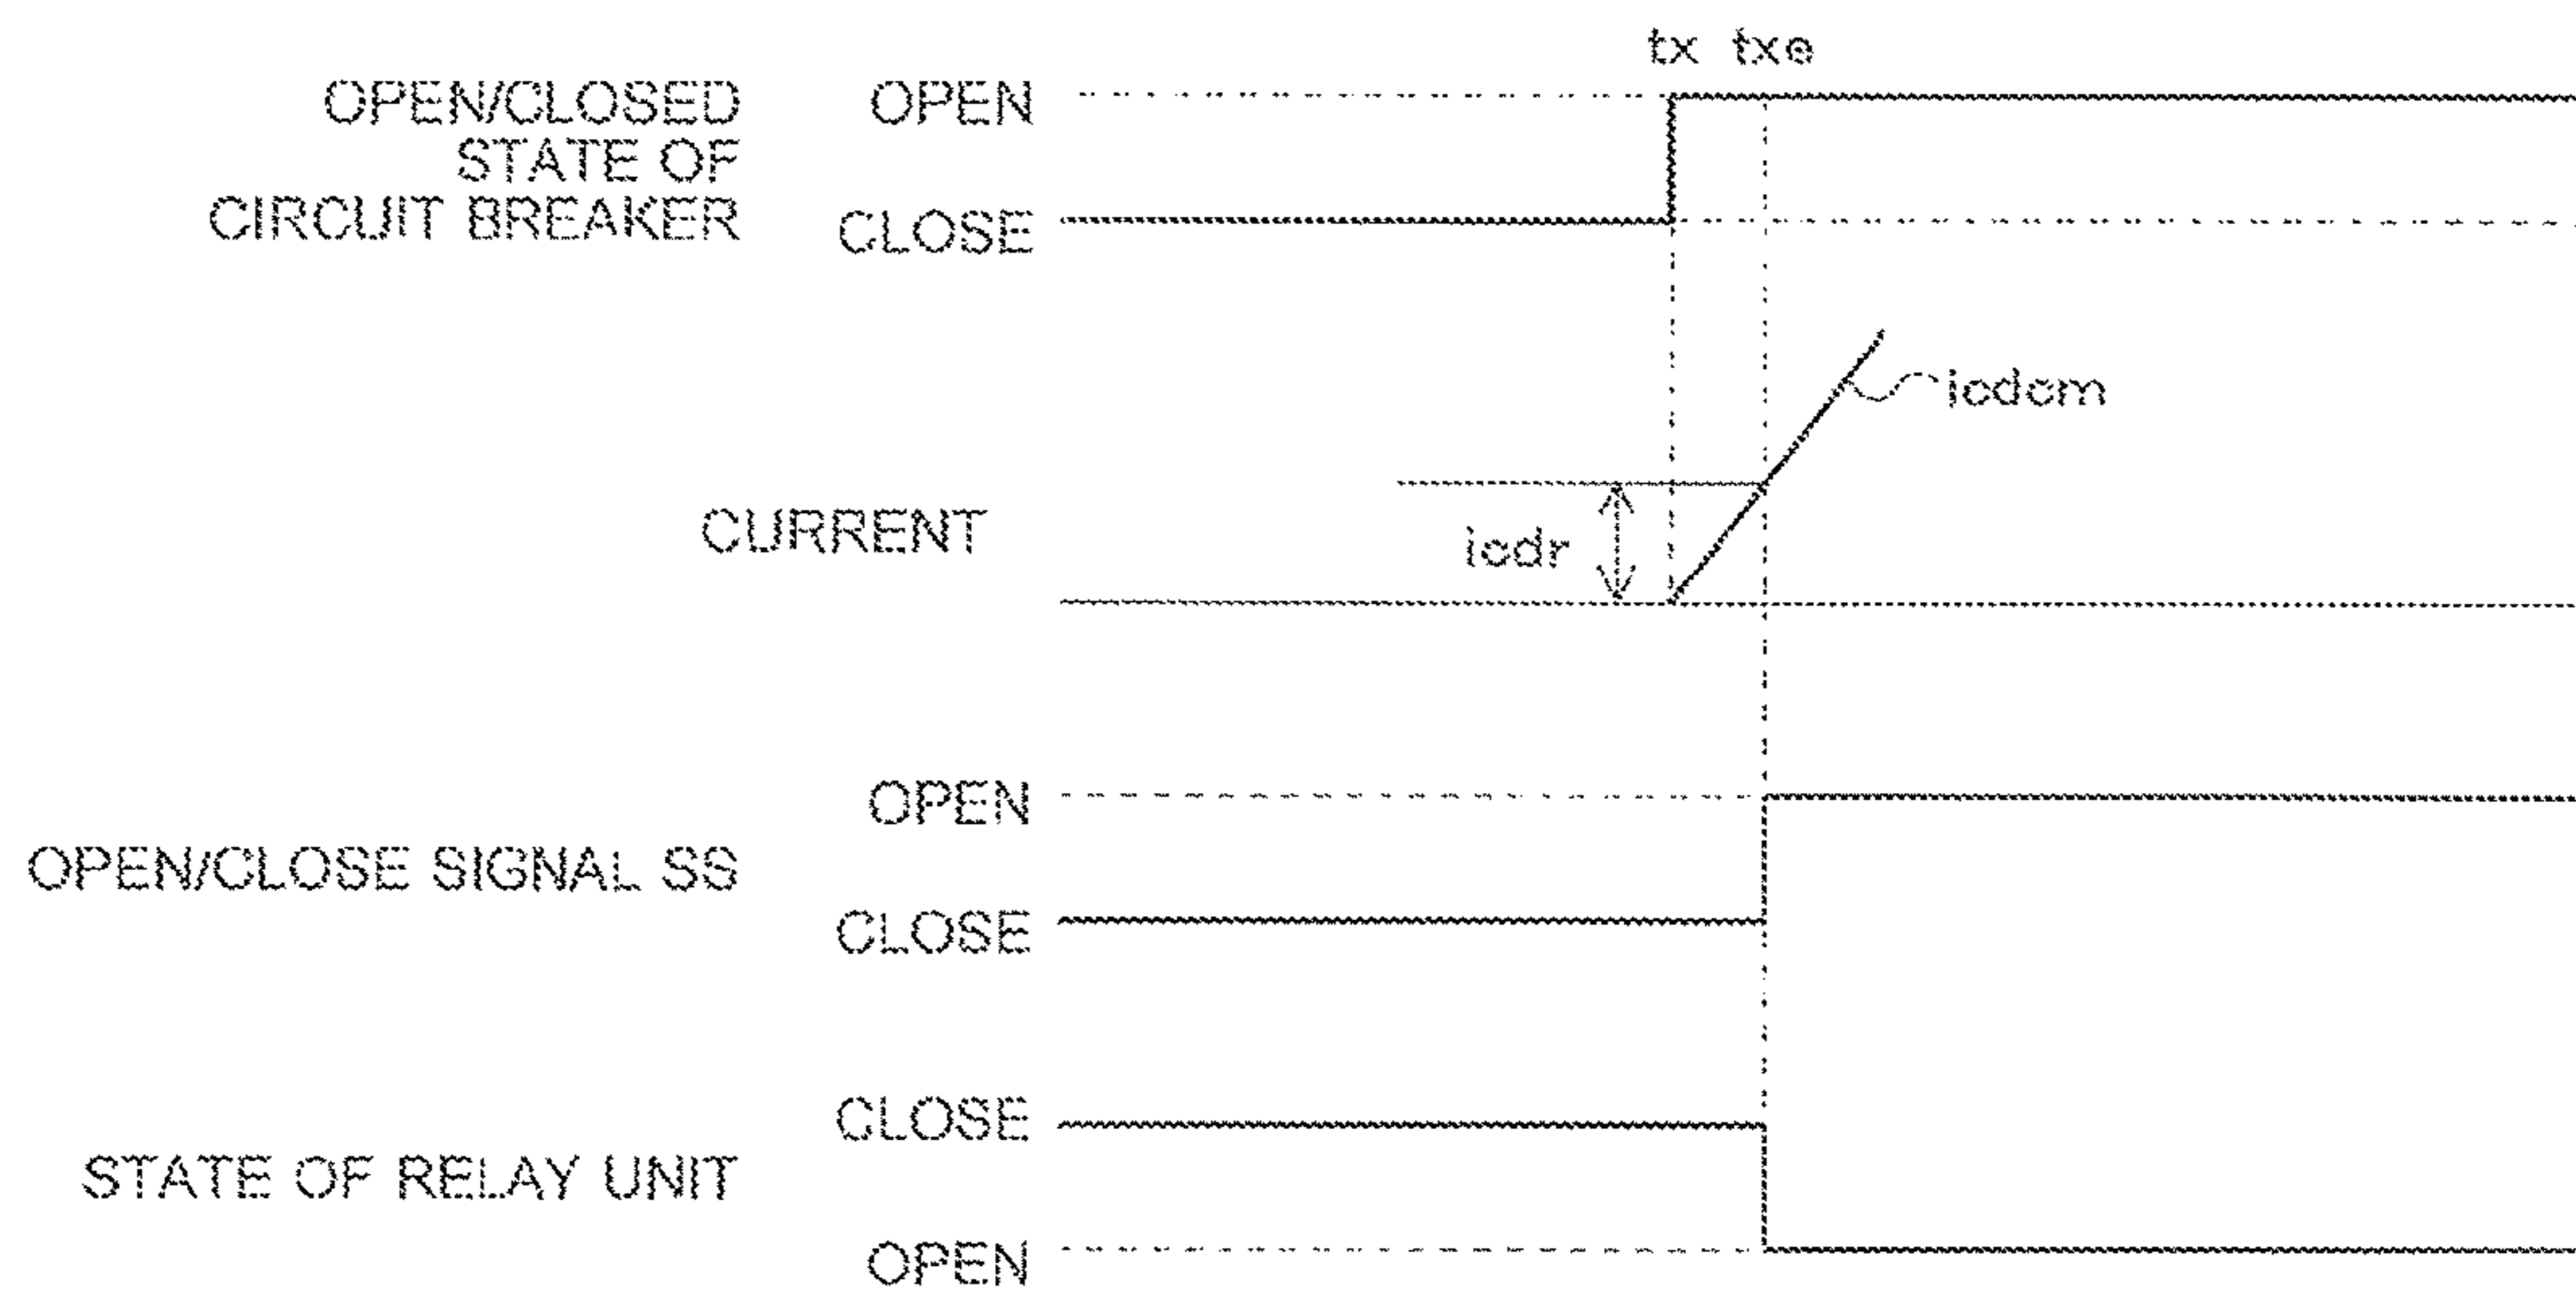 tx txe
OPEN/CLOSED
STATE OF
CIRCUIT BREAKER
OPEN
CLOSE
icdcm
icdr
CURRENT
OPEN
OPEN/CLOSE SIGNAL SS
CLOSE
CLOSE
STATE OF RELAY UNIT
OPEN